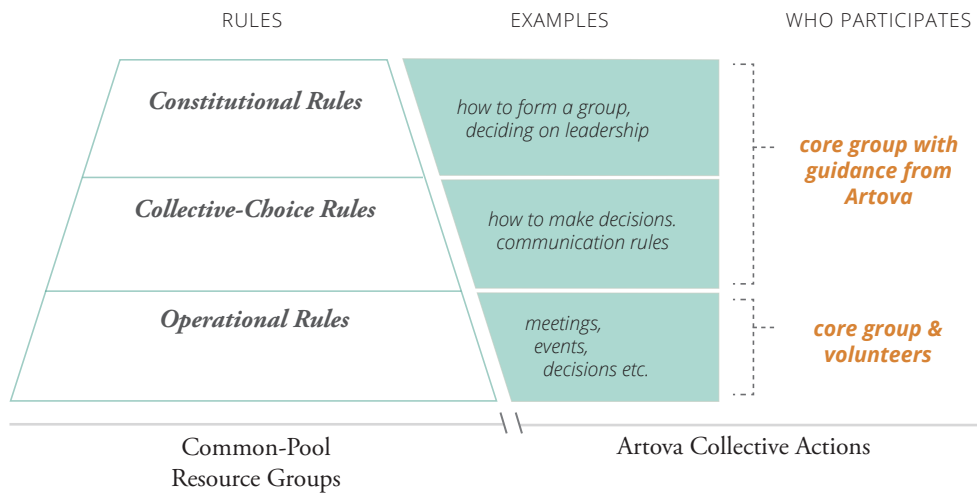 RULES
EXAMPLES
WHO PARTICIPATES
Constitutional Rules
how to form a group,
deciding on leadership
core group with
guidance from
Artova
Collective-Choice Rules
how to make decisions.
communication rules
Operational Rules
meetings,
events,
decisions etc.
core group &
volunteers
Common-Pool
Resource Groups
Artova Collective Actions